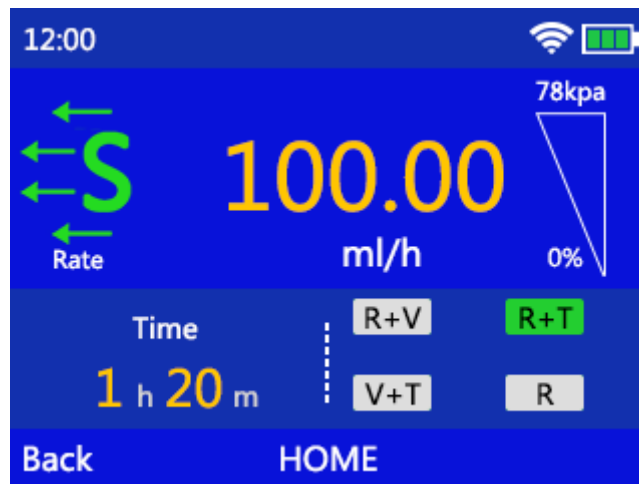 12:00
78kpa
S
100.00
Rate
ml/h
0%
Time
R+V
R+T
1 h 20 m
V+T
R
Back
HOME